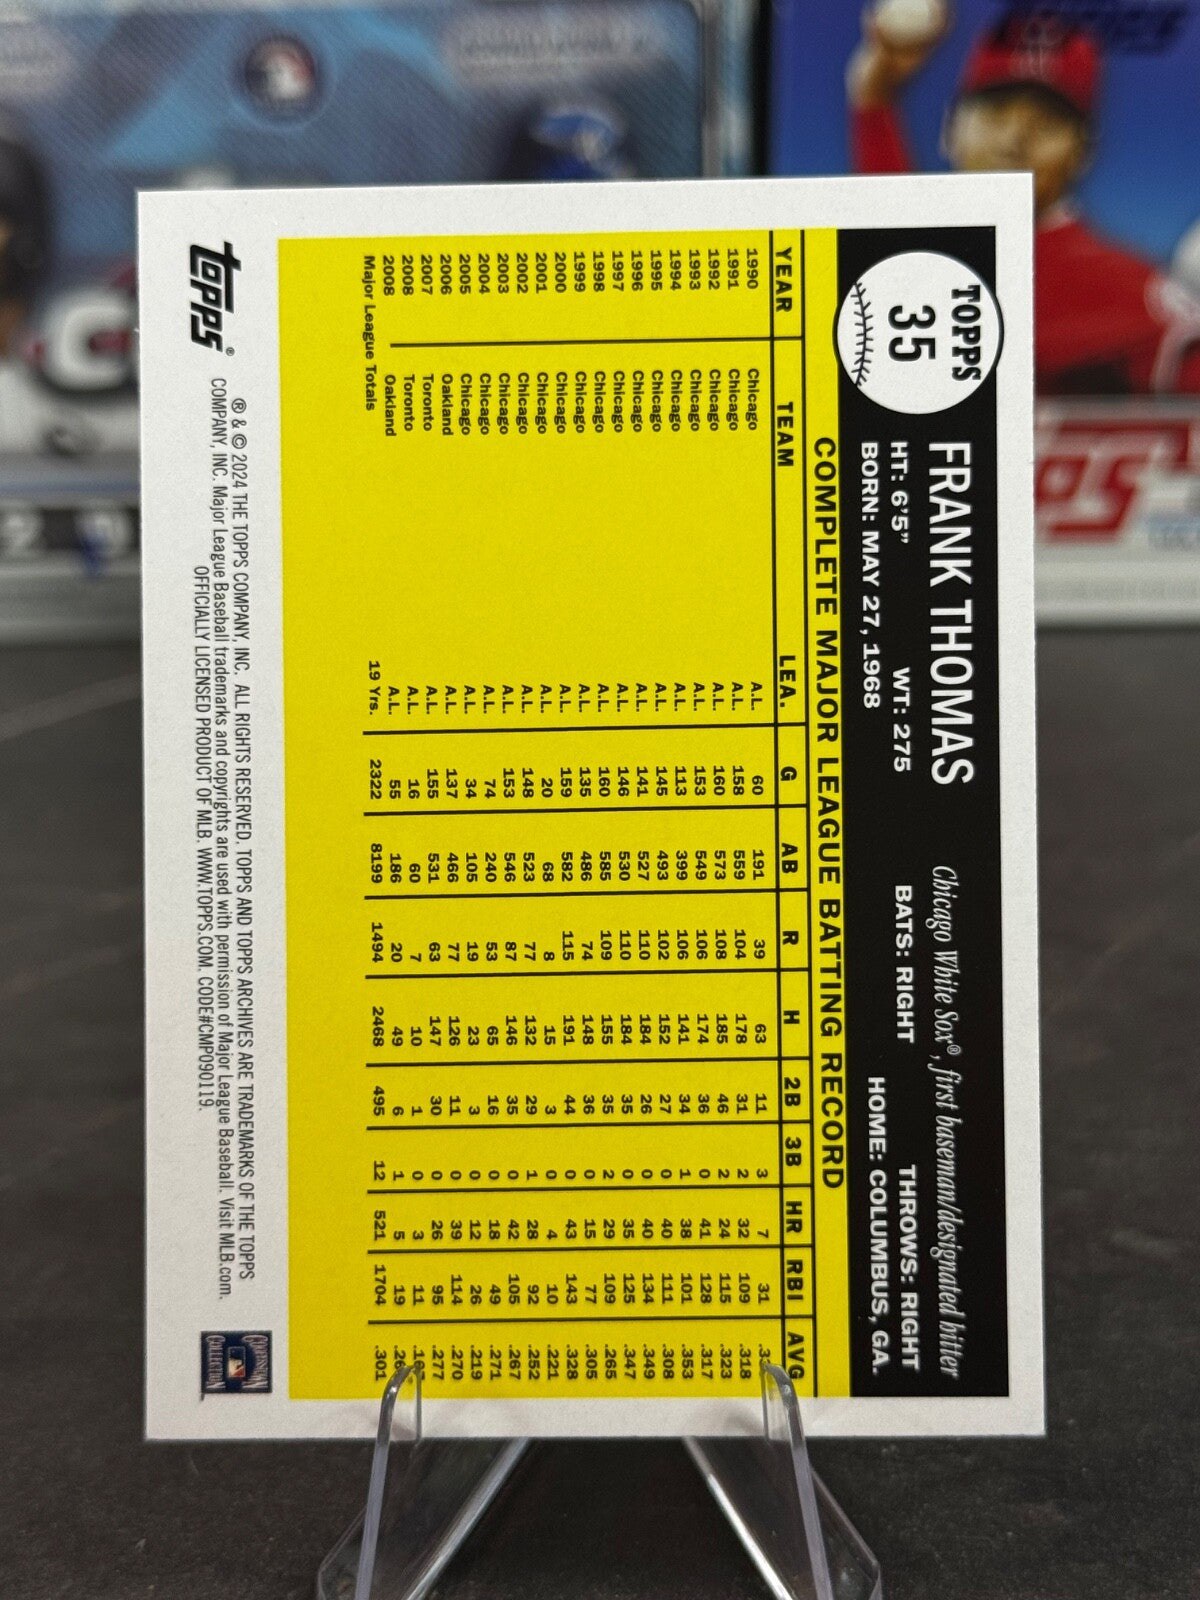 TOPPS
35
FRANK THOMAS Chicago White Sox®, first baseman/designated hitter
HT: 6'5" WT: 275 BATS: RIGHT THROWS: RIGHT
BORN: MAY 27, 1968 HOME: COLUMBUS, GA.
COMPLETE MAJOR LEAGUE BATTING RECORD
YEAR TEAM LEA. G AB R H 2B 3B HR RBI AVG
1990 Chicago A.L. 60 191 39 63 11 3 7 31
1991 Chicago A.L. 158 559 104 178 31 2 32 109 .318
1992 Chicago A.L. 160 573 108 185 46 2 24 115 .323
1993 Chicago A.L. 153 549 106 174 36 0 41 128 .317
1994 Chicago A.L. 113 399 106 141 34 1 38 101 .353
1995 Chicago A.L. 145 493 102 152 27 0 40 111 .308
1996 Chicago A.L. 141 527 110 184 26 0 40 134 .349
1997 Chicago A.L. 146 530 110 184 35 0 35 125 .347
1998 Chicago A.L. 160 585 109 155 35 2 29 109 .265
1999 Chicago A.L. 135 486 74 148 36 0 15 77 .305
2000 Chicago A.L. 159 582 115 191 44 0 43 143 .328
2001 Chicago A.L. 20 68 8 15 3 0 4 10 .221
2002 Chicago A.L. 148 523 77 132 29 1 28 92 .252
2003 Chicago A.L. 153 546 87 146 35 0 42 105 .267
2004 Chicago A.L. 74 240 53 65 16 0 18 49 .271
2005 Chicago A.L. 34 105 19 23 3 0 12 26 .219
2006 Oakland A.L. 137 466 77 126 11 0 39 114 .270
2007 Toronto A.L. 155 531 63 147 30 0 26 95 .277
2008 Toronto A.L. 16 60 7 10 1 0 3 11 .167
2008 Oakland A.L. 55 186 20 49 6 1 5 19
Major League Totals 19 Yrs. 2322 8199 1494 2468 495 12 521 1704 .301
topps®
® & © 2024 THE TOPPS COMPANY, INC. ALL RIGHTS RESERVED. TOPPS AND TOPPS ARCHIVES ARE TRADEMARKS OF THE TOPPS
COMPANY, INC. Major League Baseball trademarks and copyrights are used with permission of Major League Baseball. Visit MLB.com.
OFFICIALLY LICENSED PRODUCT OF MLB. WWW.TOPPS.COM. CODE#CMP090119.
COOPERSTOWN
COLLECTION